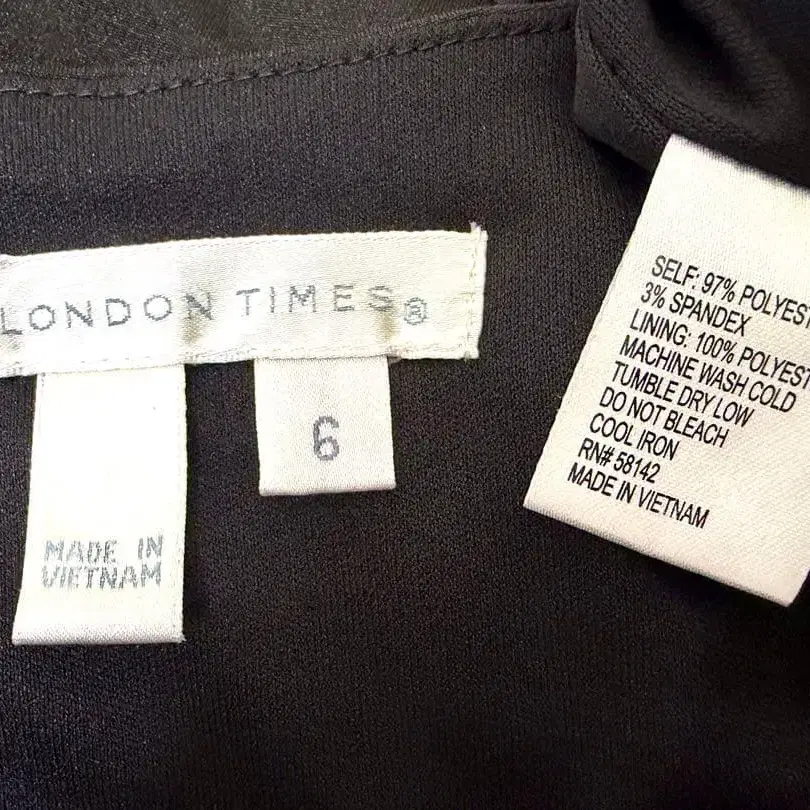 LONDON TIMES®
6
MADE IN
VIETNAM
SELF: 97% POLYEST
3% SPANDEX
LINING: 100% POLYEST
MACHINE WASH COLD
TUMBLE DRY LOW
DO NOT BLEACH
COOL IRON
RN# 58142
MADE IN VIETNAM